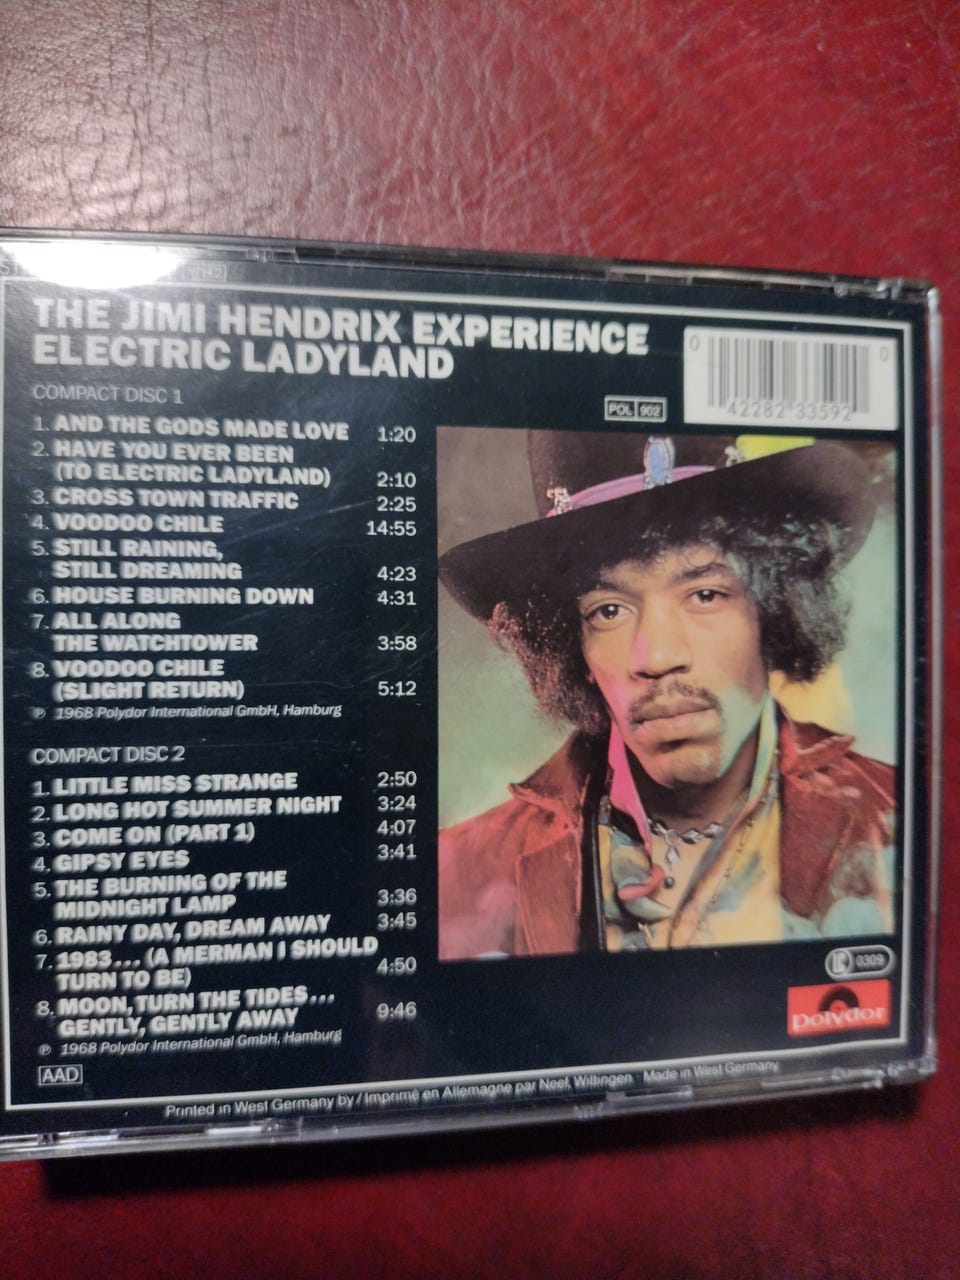 THE JIMI HENDRIX EXPERIENCE
ELECTRIC LADYLAND
0 42282 33592 0
POL 902
COMPACT DISC 1
1. AND THE GODS MADE LOVE 1:20
2. HAVE YOU EVER BEEN
(TO ELECTRIC LADYLAND) 2:10
3. CROSS TOWN TRAFFIC 2:25
4. VOODOO CHILE 14:55
5. STILL RAINING,
STILL DREAMING 4:23
6. HOUSE BURNING DOWN 4:31
7. ALL ALONG
THE WATCHTOWER 3:58
8. VOODOO CHILE
(SLIGHT RETURN) 5:12
℗ 1968 Polydor International GmbH, Hamburg
COMPACT DISC 2
1. LITTLE MISS STRANGE 2:50
2. LONG HOT SUMMER NIGHT 3:24
3. COME ON (PART 1) 4:07
4. GIPSY EYES 3:41
5. THE BURNING OF THE
MIDNIGHT LAMP 3:36
6. RAINY DAY, DREAM AWAY 3:45
7. 1983... (A MERMAN I SHOULD
TURN TO BE) 4:50
8. MOON, TURN THE TIDES...
GENTLY, GENTLY AWAY 9:46
℗ 1968 Polydor International GmbH, Hamburg
AAD
LC 0309
polydor
Printed in West Germany by / Imprimé en Allemagne par Neef, Wittingen · Made in West Germany